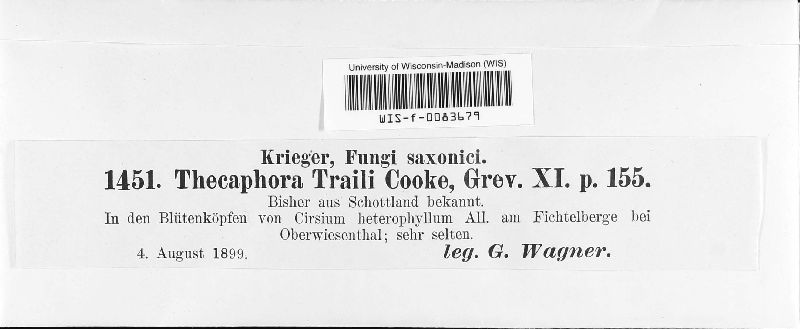 University of Wisconsin-Madison (WIS)
WIS-f-0083679
Krieger, Fungi saxonici.
1451. Thecaphora Traili Cooke, Grev. XI. p. 155.
Bisher aus Schottland bekannt.
In den Blütenköpfen von Cirsium heterophyllum All. am Fichtelberge bei
Oberwiesenthal; sehr selten.
4. August 1899.
leg. G. Wagner.